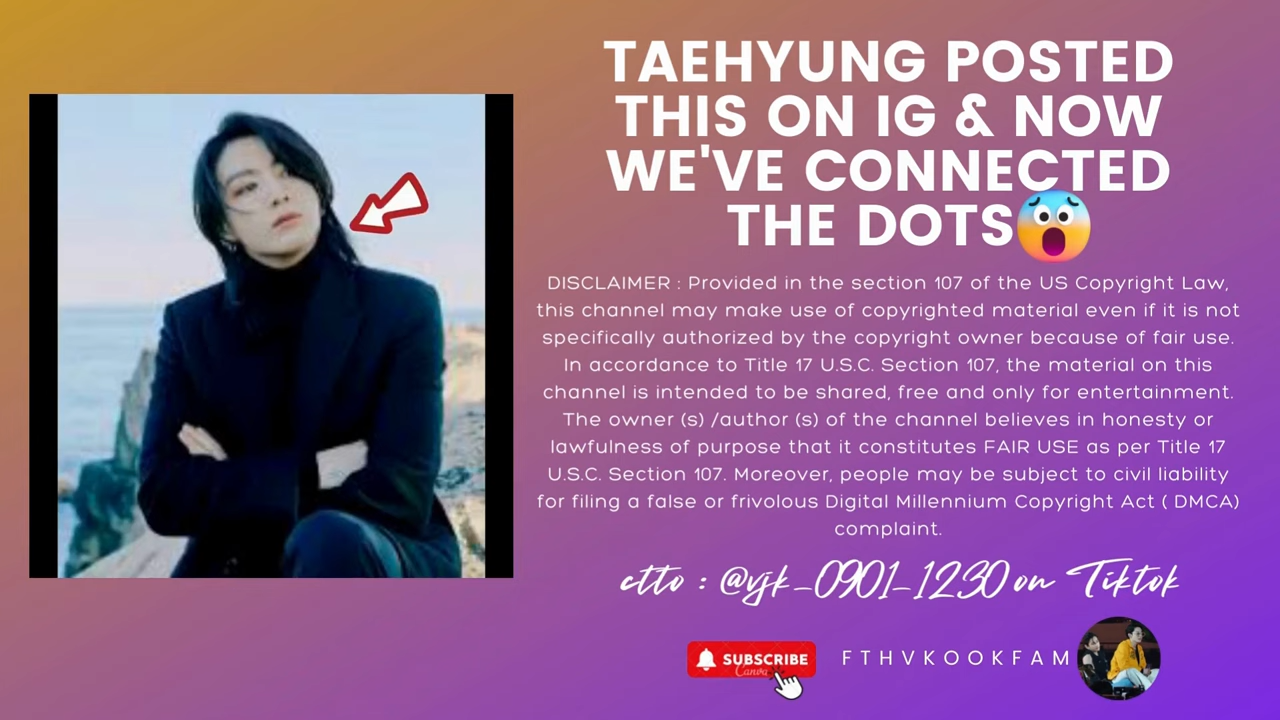 TAEHYUNG POSTED
THIS ON IG & NOW
WE'VE CONNECTED
THE DOTS😨
DISCLAIMER : Provided in the section 107 of the US Copyright Law,
this channel may make use of copyrighted material even if it is not
specifically authorized by the copyright owner because of fair use.
In accordance to Title 17 U.S.C. Section 107, the material on this
channel is intended to be shared, free and only for entertainment.
The owner (s) /author (s) of the channel believes in honesty or
lawfulness of purpose that it constitutes FAIR USE as per Title 17
U.S.C. Section 107. Moreover, people may be subject to civil liability
for filing a false or frivolous Digital Millennium Copyright Act ( DMCA)
complaint.
ctto : @vjk_0901_1230 on Tiktok
SUBSCRIBE
Canva
FTHVKOOKFAM